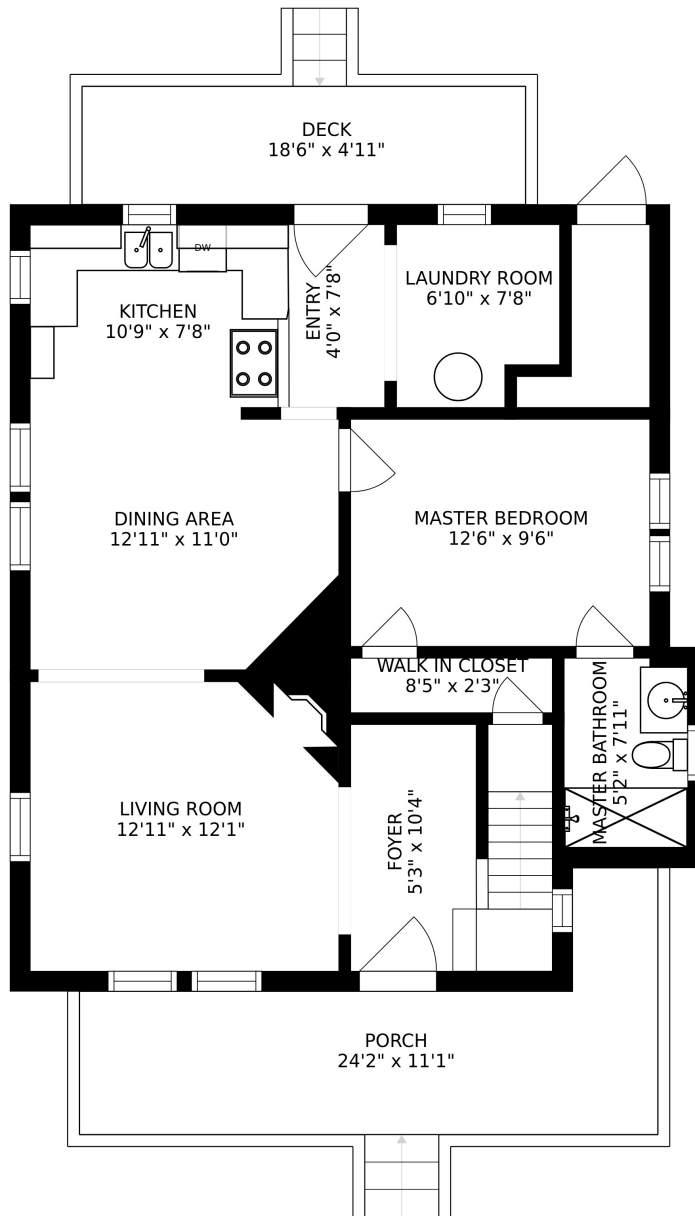 DECK
18'6" x 4'11"
DW
KITCHEN
10'9" x 7'8"
ENTRY
4'0" x 7'8"
LAUNDRY ROOM
6'10" x 7'8"
DINING AREA
12'11" x 11'0"
MASTER BEDROOM
12'6" x 9'6"
WALK IN CLOSET
8'5" x 2'3"
MASTER BATHROOM
5'2" x 7'11"
LIVING ROOM
12'11" x 12'1"
FOYER
5'3" x 10'4"
PORCH
24'2" x 11'1"